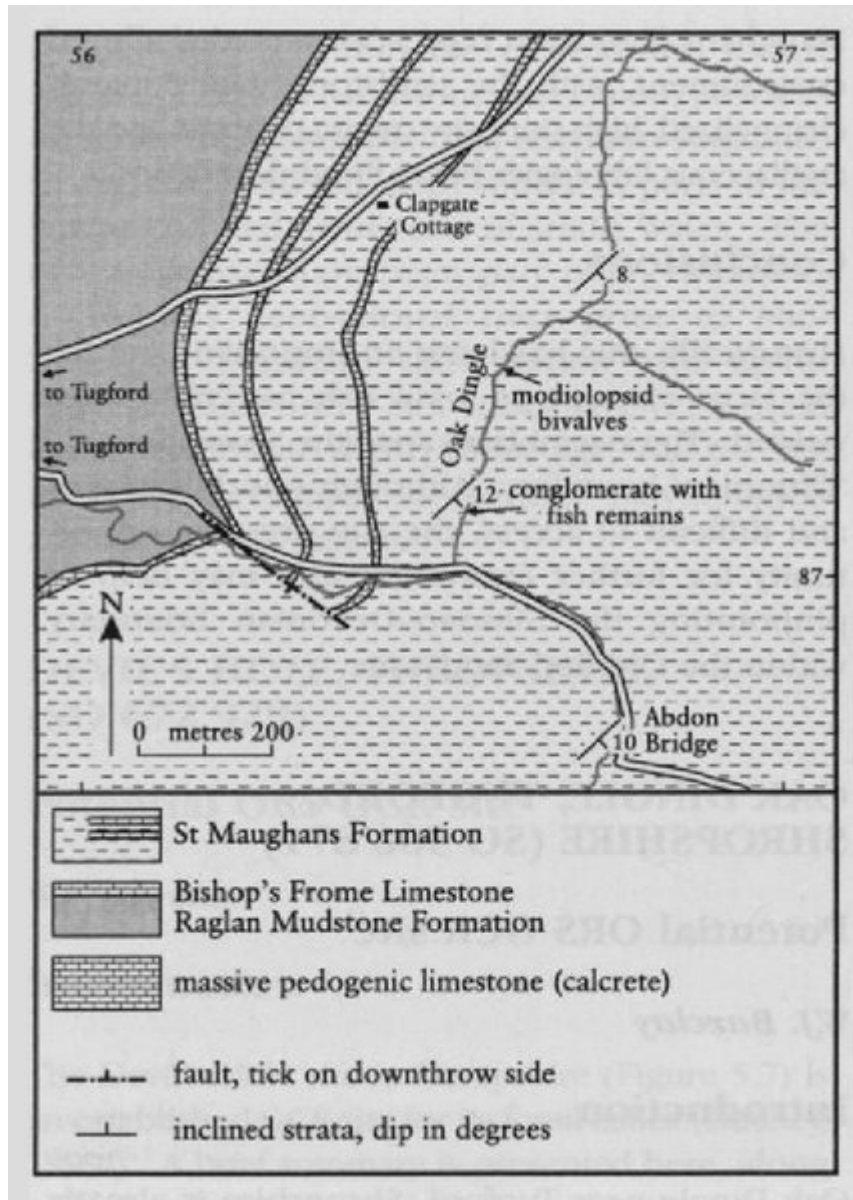 56
57
Clapgate
Cottage
8
to Tugford
Oak Dingle
modiolopsid
bivalves
to Tugford
12
conglomerate with
fish remains
87
N
0 metres 200
Abdon
Bridge
10
St Maughans Formation
Bishop's Frome Limestone
Raglan Mudstone Formation
massive pedogenic limestone (calcrete)
fault, tick on downthrow side
inclined strata, dip in degrees